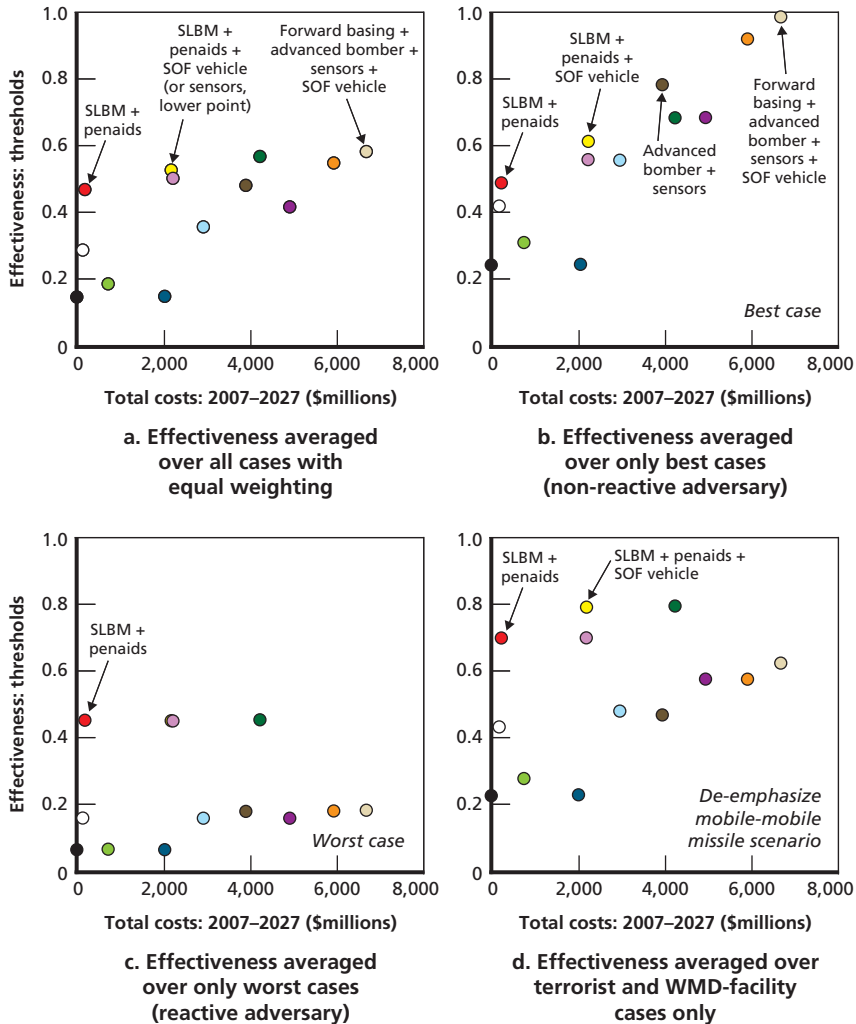 1.0
0.8
0.6
0.4
0.2
0
Effectiveness: thresholds
SLBM +
penaids
SLBM +
penaids +
SOF vehicle
(or sensors,
lower point)
Forward basing +
advanced bomber +
sensors +
SOF vehicle
0 2,000 4,000 6,000 8,000
Total costs: 2007–2027 ($millions)
a. Effectiveness averaged
over all cases with
equal weighting
1.0
0.8
0.6
0.4
0.2
0
SLBM +
penaids
SLBM +
penaids +
SOF vehicle
Advanced
bomber +
sensors
Forward
basing +
advanced
bomber +
sensors +
SOF vehicle
Best case
0 2,000 4,000 6,000 8,000
Total costs: 2007–2027 ($millions)
b. Effectiveness averaged
over only best cases
(non-reactive adversary)
1.0
0.8
0.6
0.4
0.2
0
Effectiveness: thresholds
SLBM +
penaids
Worst case
0 2,000 4,000 6,000 8,000
Total costs: 2007–2027 ($millions)
c. Effectiveness averaged
over only worst cases
(reactive adversary)
1.0
0.8
0.6
0.4
0.2
0
SLBM +
penaids
SLBM + penaids +
SOF vehicle
De-emphasize
mobile-mobile
missile scenario
0 2,000 4,000 6,000 8,000
Total costs: 2007–2027 ($millions)
d. Effectiveness averaged over
terrorist and WMD-facility
cases only